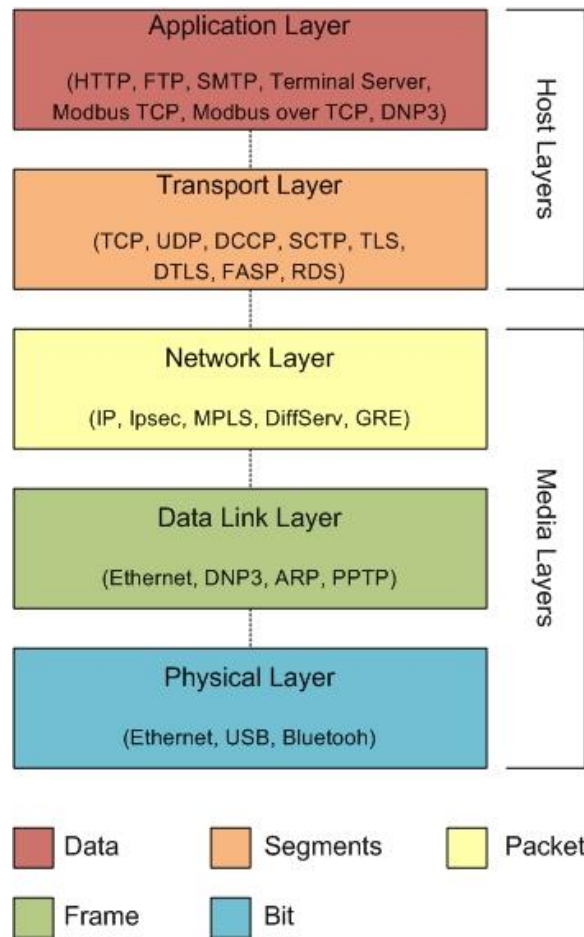 Application Layer
(HTTP, FTP, SMTP, Terminal Server,
Modbus TCP, Modbus over TCP, DNP3)
Host Layers
Transport Layer
(TCP, UDP, DCCP, SCTP, TLS,
DTLS, FASP, RDS)
Network Layer
(IP, Ipsec, MPLS, DiffServ, GRE)
Media Layers
Data Link Layer
(Ethernet, DNP3, ARP, PPTP)
Physical Layer
(Ethernet, USB, Bluetooh)
Data
Segments
Packet
Frame
Bit